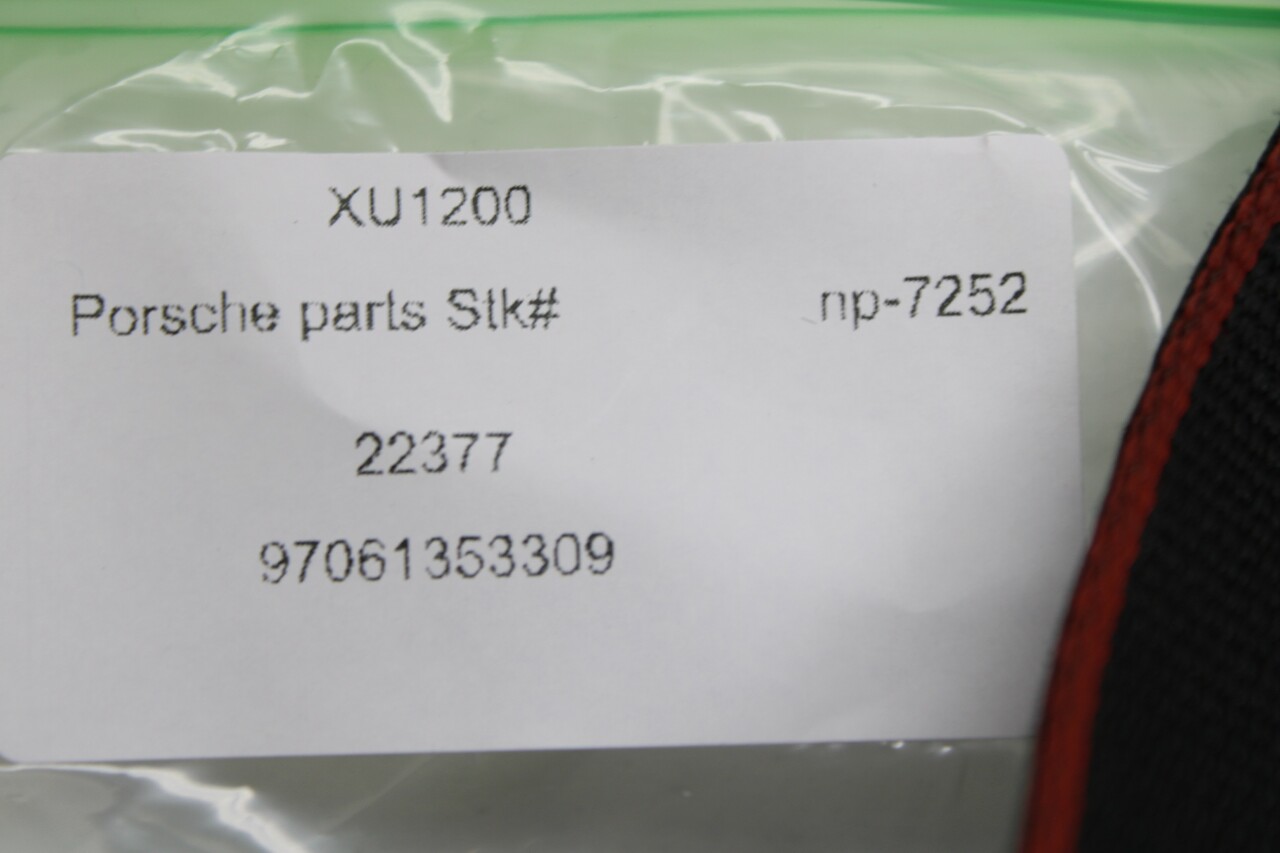 XU1200
Porsche parts Stk# np-7252
22377
97061353309